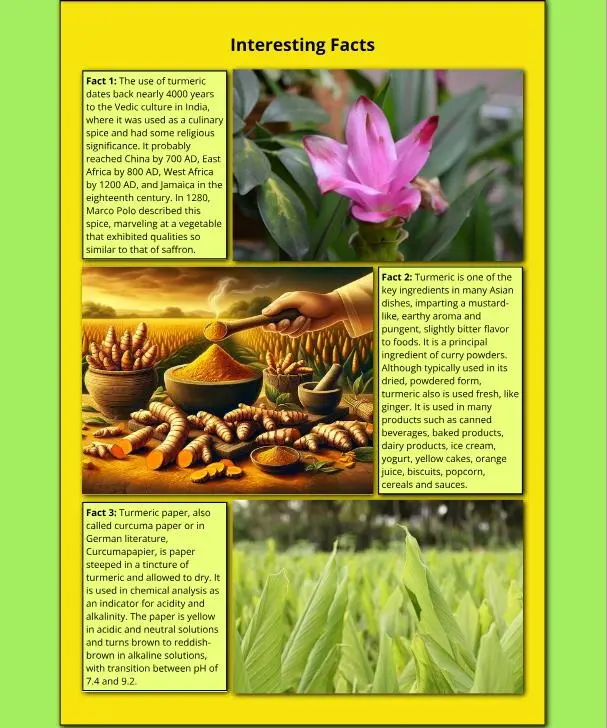 Interesting Facts
Fact 1: The use of turmeric
dates back nearly 4000 years
to the Vedic culture in India,
where it was used as a culinary
spice and had some religious
significance. It probably
reached China by 700 AD, East
Africa by 800 AD, West Africa
by 1200 AD, and Jamaica in the
eighteenth century. In 1280,
Marco Polo described this
spice, marveling at a vegetable
that exhibited qualities so
similar to that of saffron.
Fact 2: Turmeric is one of the
key ingredients in many Asian
dishes, imparting a mustard-
like, earthy aroma and
pungent, slightly bitter flavor
to foods. It is a principal
ingredient of curry powders.
Although typically used in its
dried, powdered form,
turmeric also is used fresh, like
ginger. It is used in many
products such as canned
beverages, baked products,
dairy products, ice cream,
yogurt, yellow cakes, orange
juice, biscuits, popcorn,
cereals and sauces.
Fact 3: Turmeric paper, also
called curcuma paper or in
German literature,
Curcumapapier, is paper
steeped in a tincture of
turmeric and allowed to dry. It
is used in chemical analysis as
an indicator for acidity and
alkalinity. The paper is yellow
in acidic and neutral solutions
and turns brown to reddish-
brown in alkaline solutions,
with transition between pH of
7.4 and 9.2.